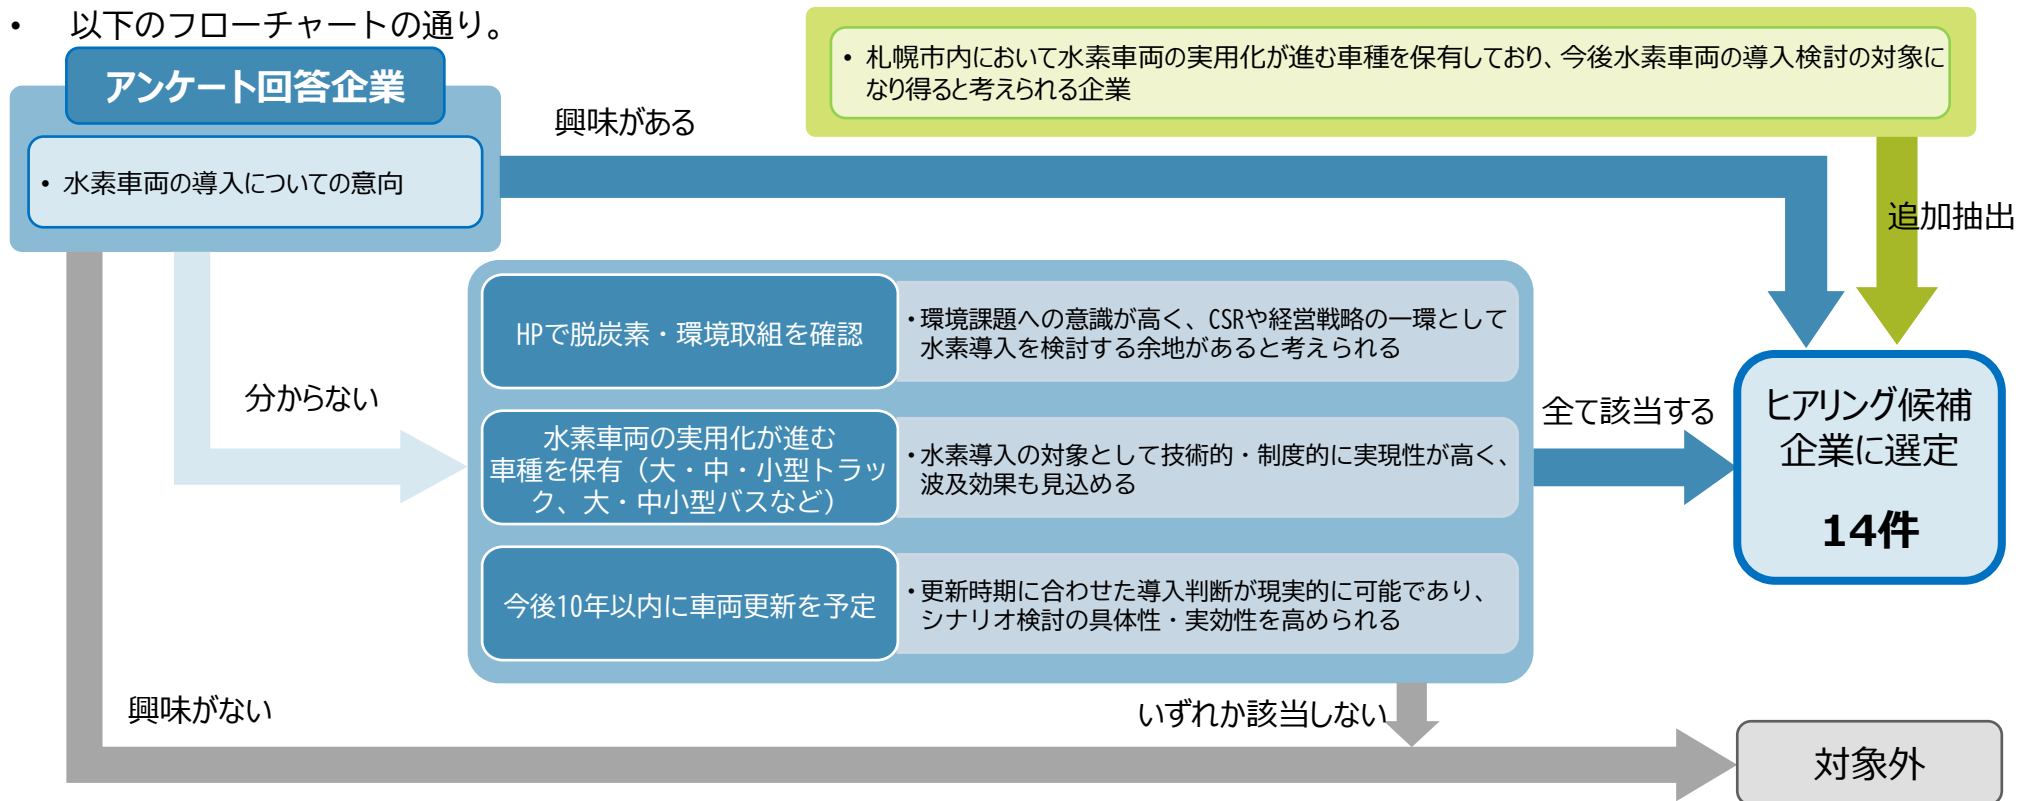 • 以下のフローチャートの通り。
アンケート回答企業
• 水素車両の導入についての意向
興味がある
• 札幌市内において水素車両の実用化が進む車種を保有しており、今後水素車両の導入検討の対象に
なり得ると考えられる企業
追加抽出
分からない
HPで脱炭素・環境取組を確認
・環境課題への意識が高く、CSRや経営戦略の一環として
水素導入を検討する余地があると考えられる
水素車両の実用化が進む
車種を保有（大・中・小型トラッ
ク、大・中小型バスなど）
・水素導入の対象として技術的・制度的に実現性が高く、
波及効果も見込める
今後10年以内に車両更新を予定
・更新時期に合わせた導入判断が現実的に可能であり、
シナリオ検討の具体性・実効性を高められる
全て該当する
ヒアリング候補
企業に選定
14件
興味がない
いずれか該当しない
対象外